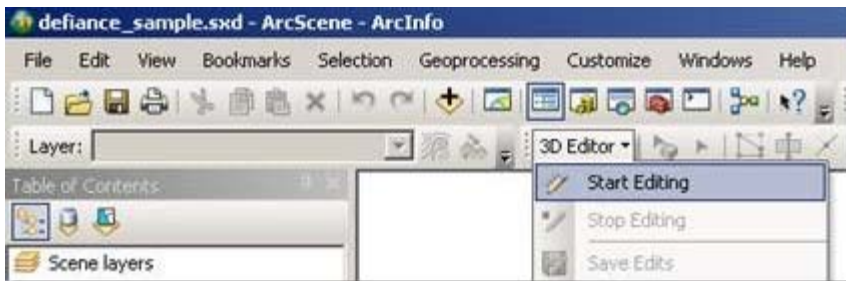 defiance_sample.sxd - ArcScene - ArcInfo
File Edit View Bookmarks Selection Geoprocessing Customize Windows Help
Layer: 3D Editor
Table of Contents
Start Editing
Stop Editing
Scene layers
Save Edits